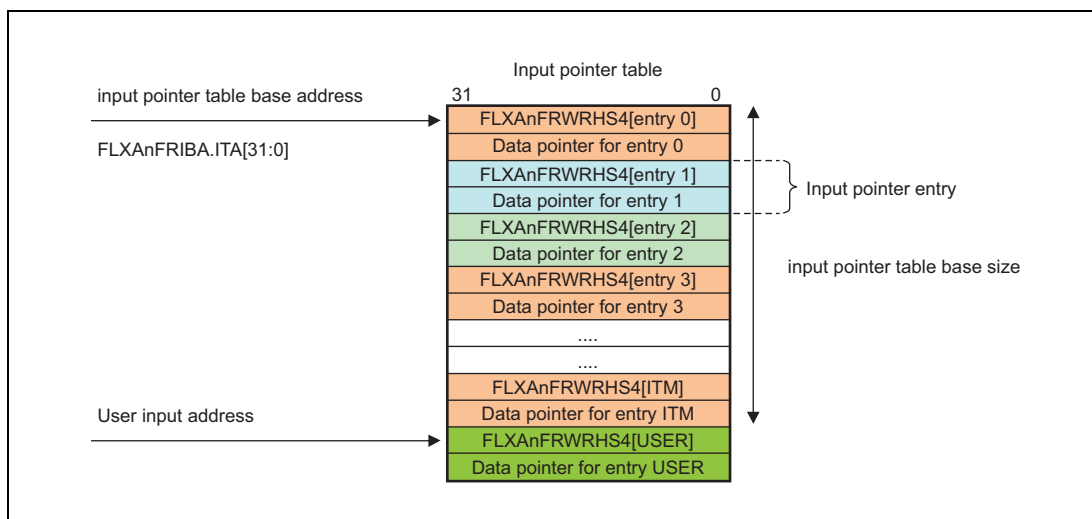 Input pointer table
31 0
input pointer table base address
FLXAnFRIBA.ITA[31:0]
FLXAnFRWRHS4[entry 0]
Data pointer for entry 0
FLXAnFRWRHS4[entry 1]
Data pointer for entry 1
Input pointer entry
FLXAnFRWRHS4[entry 2]
Data pointer for entry 2
input pointer table base size
FLXAnFRWRHS4[entry 3]
Data pointer for entry 3
....
....
FLXAnFRWRHS4[ITM]
Data pointer for entry ITM
User input address
FLXAnFRWRHS4[USER]
Data pointer for entry USER